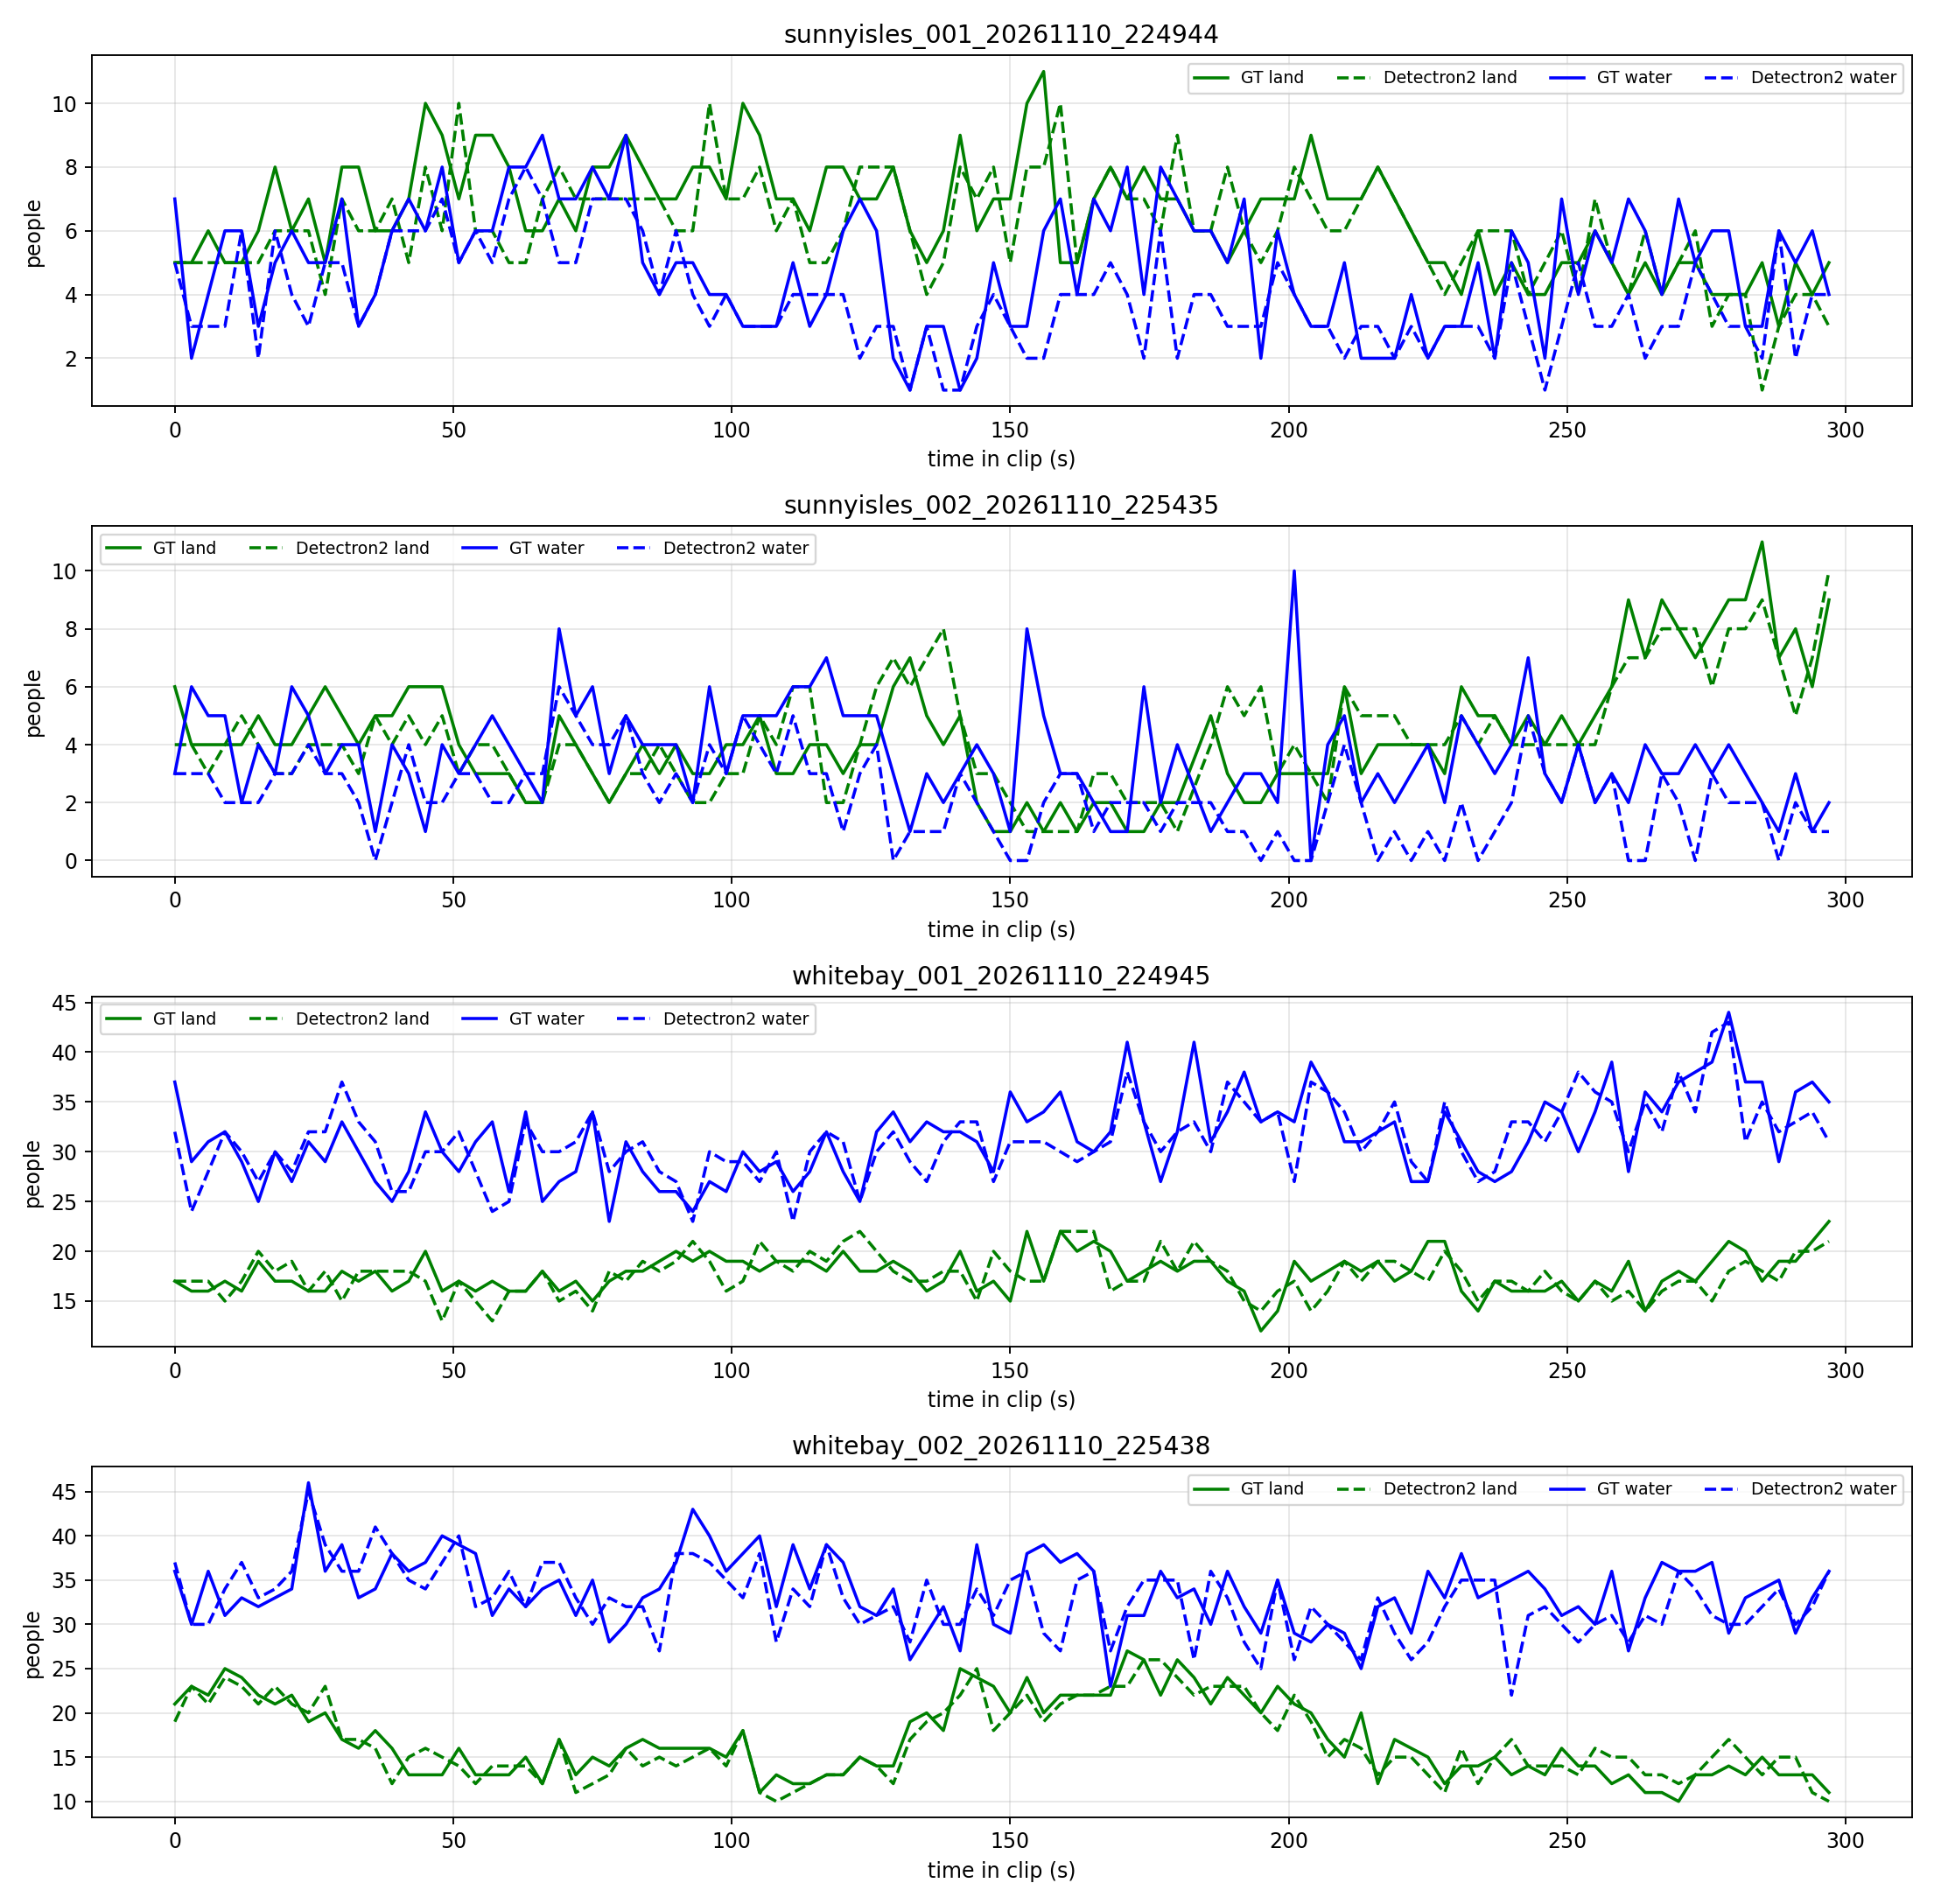 sunnyisles_001_20261110_224944
GT land Detectron2 land GT water Detectron2 water
people
10
8
6
4
2
0 50 100 150 200 250 300
time in clip (s)
sunnyisles_002_20261110_225435
GT land Detectron2 land GT water Detectron2 water
people
10
8
6
4
2
0
0 50 100 150 200 250 300
time in clip (s)
whitebay_001_20261110_224945
GT land Detectron2 land GT water Detectron2 water
people
45
40
35
30
25
20
15
0 50 100 150 200 250 300
time in clip (s)
whitebay_002_20261110_225438
GT land Detectron2 land GT water Detectron2 water
people
45
40
35
30
25
20
15
10
0 50 100 150 200 250 300
time in clip (s)